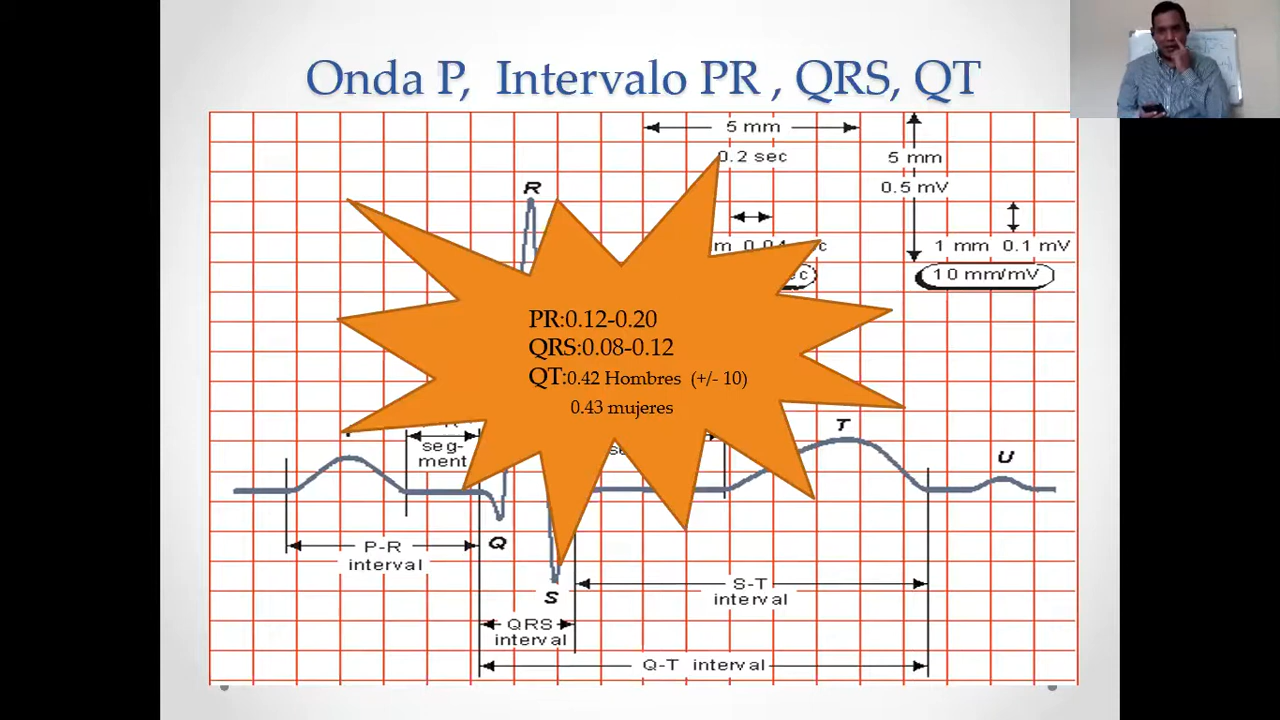 Onda P, Intervalo PR , QRS, QT
5 mm
0.2 sec
5 mm
0.5 mV
R
1 mm 0.1 mV
10 mm/mV
PR:0.12-0.20
QRS:0.08-0.12
QT:0.42 Hombres (+/- 10)
0.43 mujeres
T
U
seg-
ment
Q
P-R
interval
S
S-T
interval
QRS
interval
Q-T interval